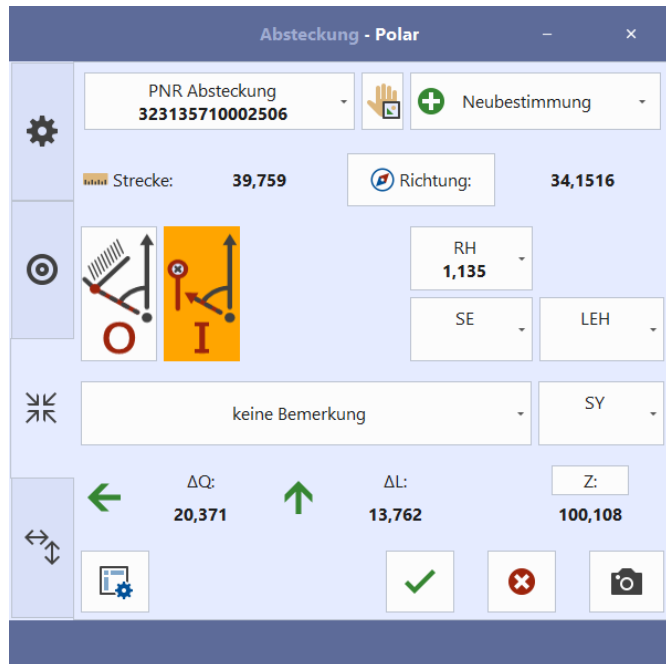 Absteckung - Polar
PNR Absteckung
323135710002506
Neubestimmung
Strecke: 39,759
Richtung: 34,1516
O
I
RH
1,135
SE
LEH
keine Bemerkung
SY
ΔQ:
20,371
ΔL:
13,762
Z:
100,108